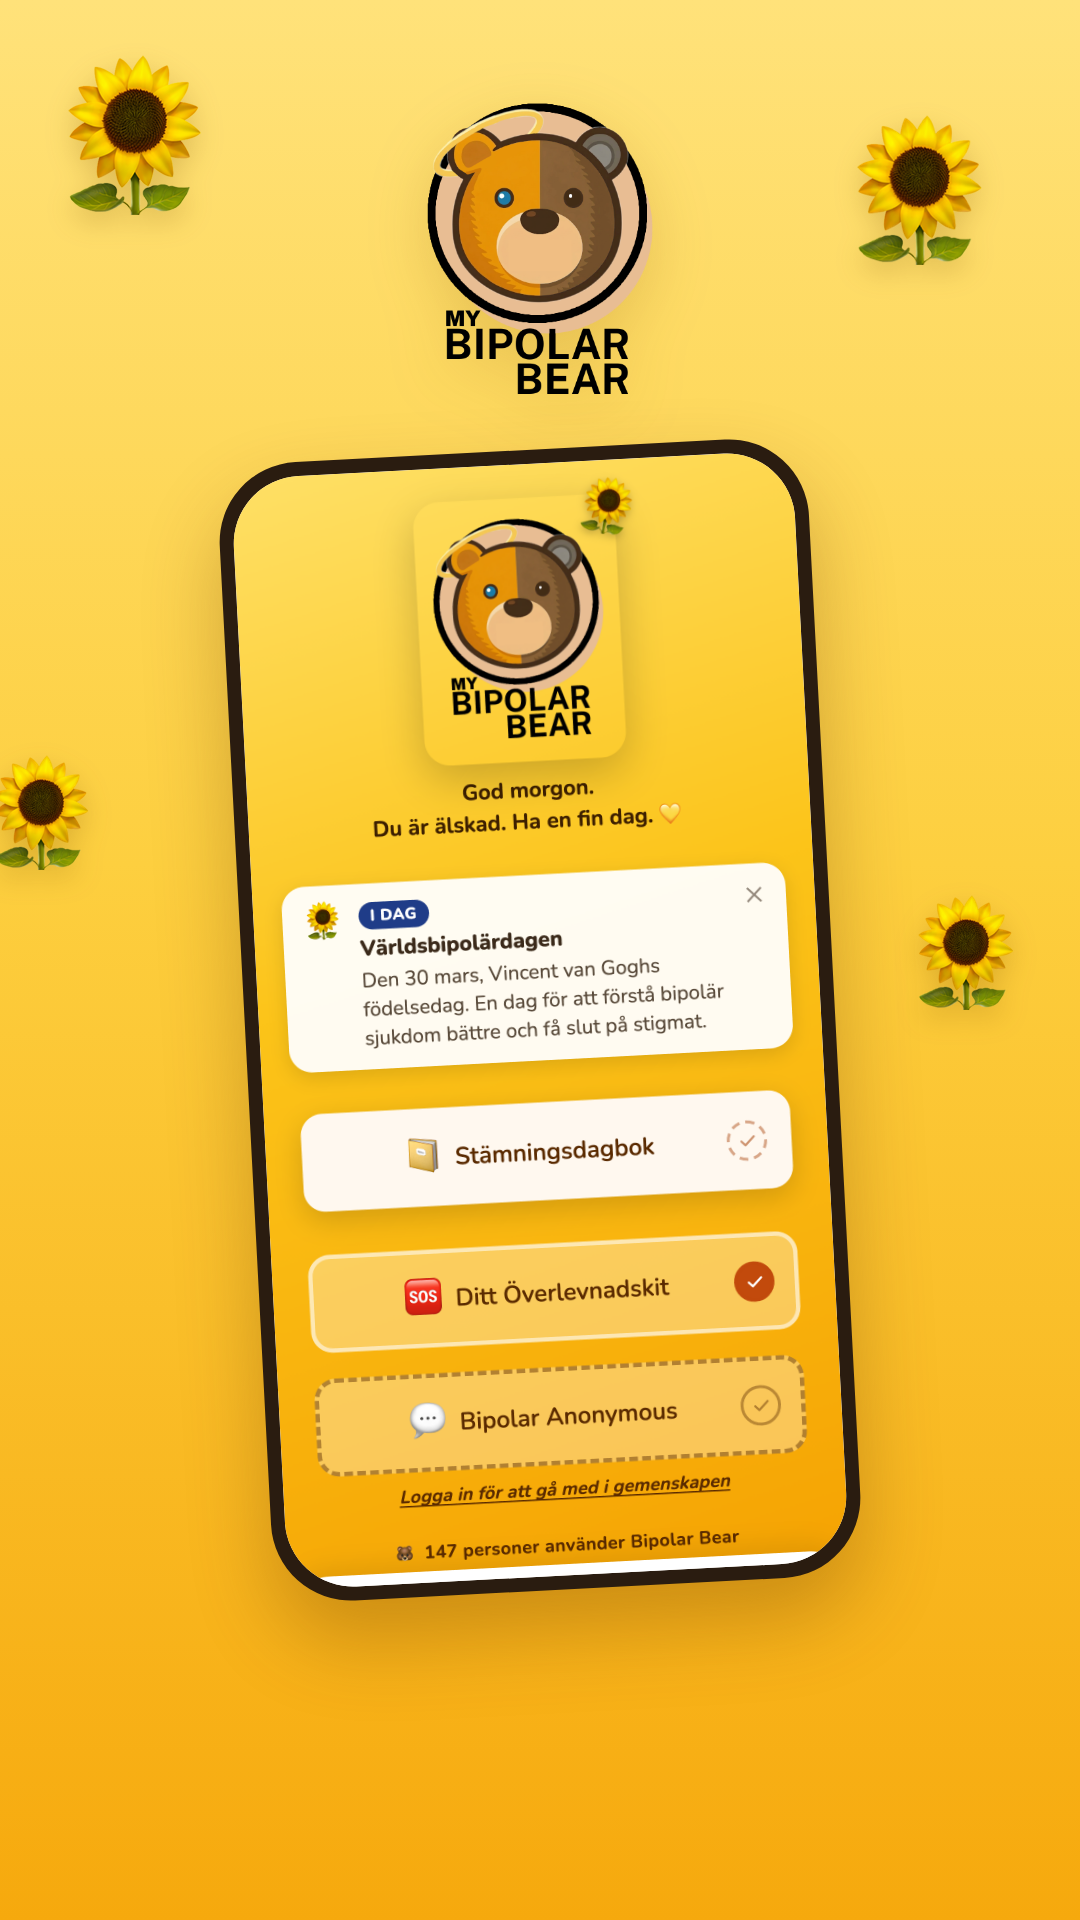 MY
BIPOLAR
BEAR
MY
BIPOLAR
BEAR
God morgon.
Du är älskad. Ha en fin dag. 💛
I DAG
Världsbipolärdagen
Den 30 mars, Vincent van Goghs
födelsedag. En dag för att förstå bipolär
sjukdom bättre och få slut på stigmat.
Stämningsdagbok
SOS Ditt Överlevnadskit
Bipolar Anonymous
Logga in för att gå med i gemenskapen
147 personer använder Bipolar Bear